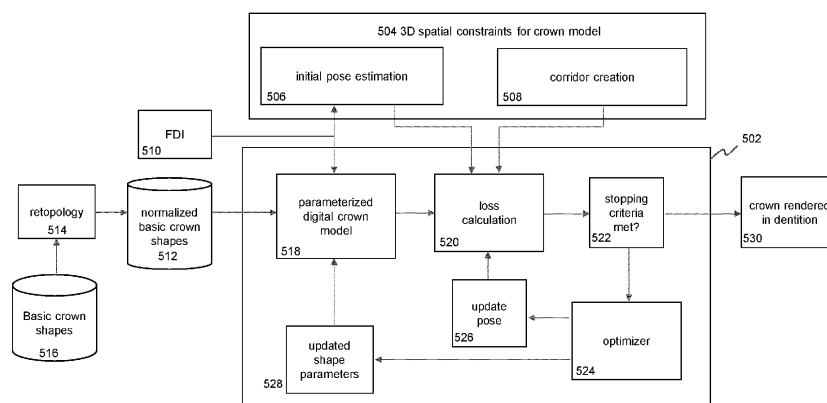 504 3D spatial constraints for crown model
initial pose estimation
506
corridor creation
508
FDI
510
502
retopology
514
normalized
basic crown
shapes
512
parameterized
digital crown
model
518
loss
calculation
520
stopping
criteria
met?
522
crown rendered
in dentition
530
Basic crown
shapes
516
updated
shape
parameters
528
update
pose
526
optimizer
524